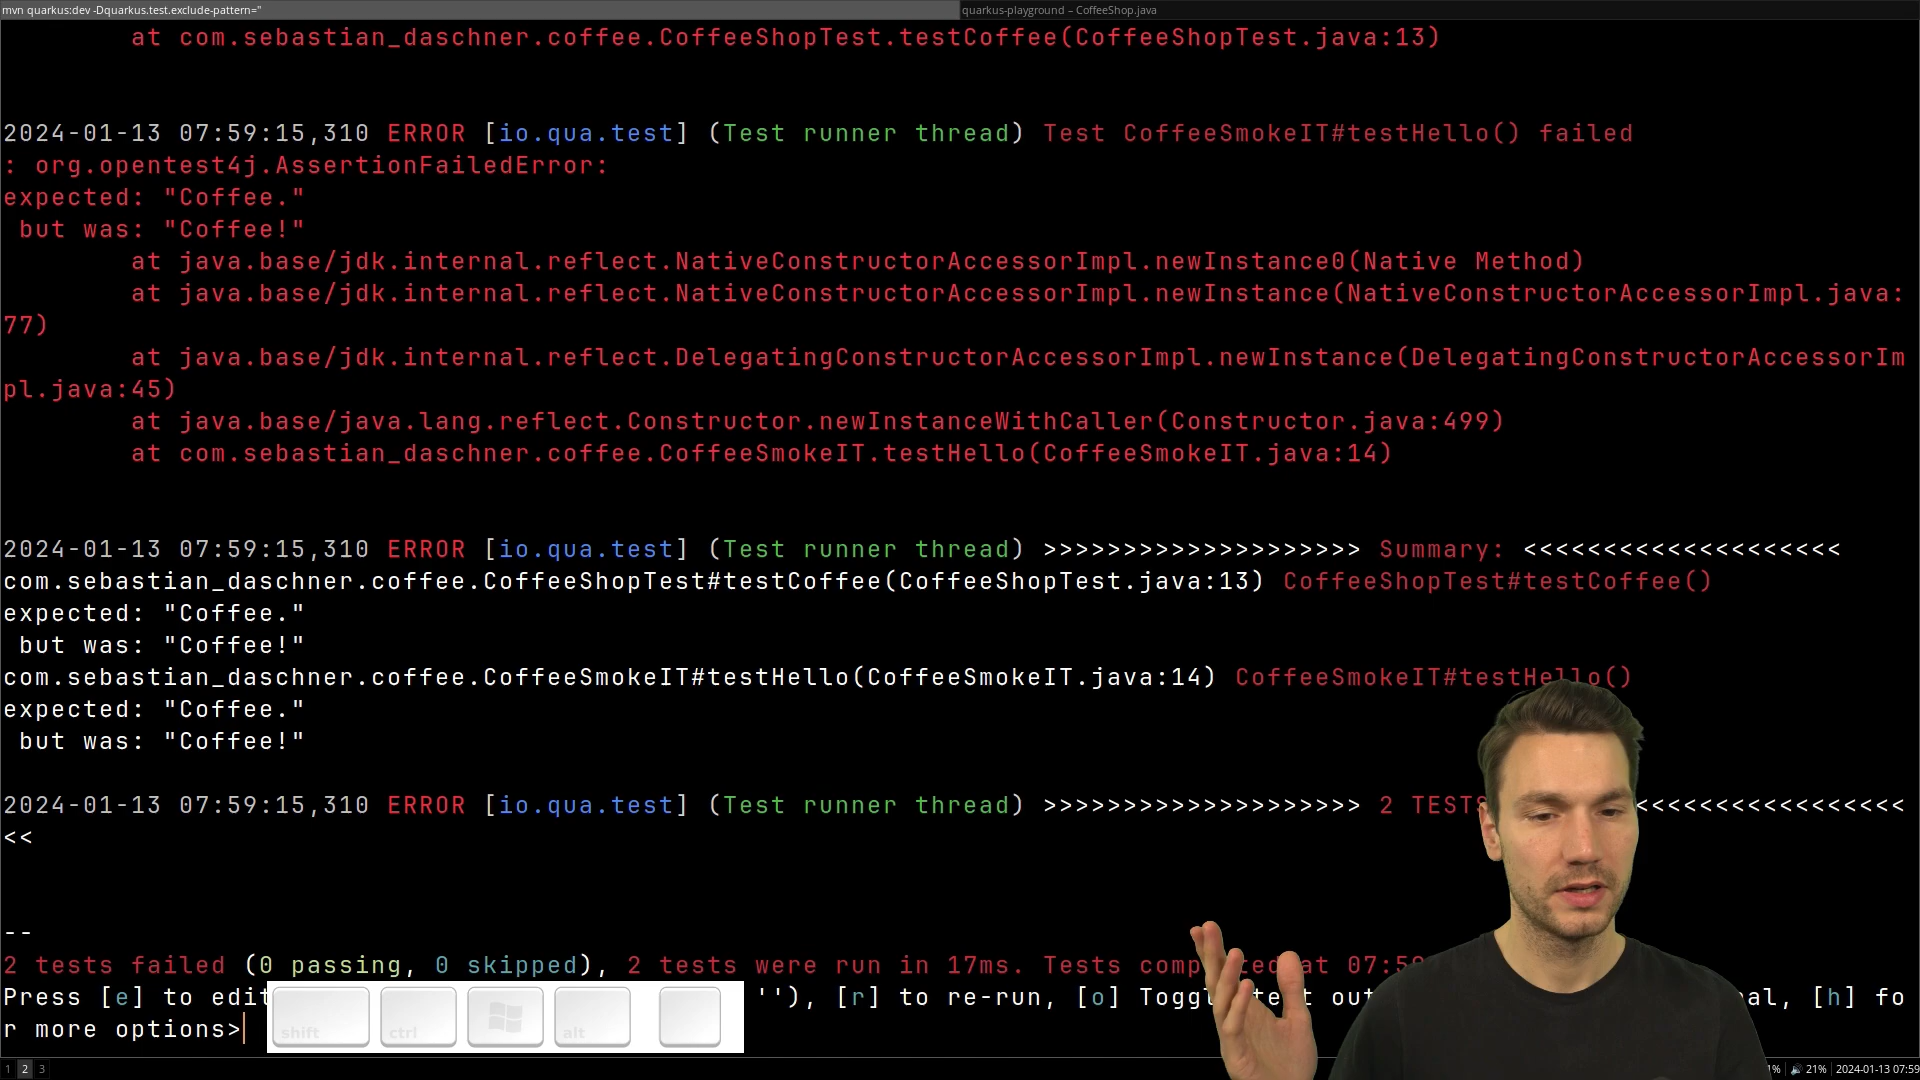 mvn quarkus:dev -Dquarkus.test.exclude-pattern=''
quarkus-playground – CoffeeShop.java
at com.sebastian_daschner.coffee.CoffeeShopTest.testCoffee(CoffeeShopTest.java:13)
2024-01-13 07:59:15,310 ERROR [io.qua.test] (Test runner thread) Test CoffeeSmokeIT#testHello() failed
: org.opentest4j.AssertionFailedError:
expected: "Coffee."
but was: "Coffee!"
at java.base/jdk.internal.reflect.NativeConstructorAccessorImpl.newInstance0(Native Method)
at java.base/jdk.internal.reflect.NativeConstructorAccessorImpl.newInstance(NativeConstructorAccessorImpl.java:
77)
at java.base/jdk.internal.reflect.DelegatingConstructorAccessorImpl.newInstance(DelegatingConstructorAccessorIm
pl.java:45)
at java.base/java.lang.reflect.Constructor.newInstanceWithCaller(Constructor.java:499)
at com.sebastian_daschner.coffee.CoffeeSmokeIT.testHello(CoffeeSmokeIT.java:14)
2024-01-13 07:59:15,310 ERROR [io.qua.test] (Test runner thread) >>>>>>>>>>>>>>>>>>>> Summary: <<<<<<<<<<<<<<<<<<<<
com.sebastian_daschner.coffee.CoffeeShopTest#testCoffee(CoffeeShopTest.java:13) CoffeeShopTest#testCoffee()
expected: "Coffee."
but was: "Coffee!"
com.sebastian_daschner.coffee.CoffeeSmokeIT#testHello(CoffeeSmokeIT.java:14) CoffeeSmokeIT#testHello()
expected: "Coffee."
but was: "Coffee!"
2024-01-13 07:59:15,310 ERROR [io.qua.test] (Test runner thread) >>>>>>>>>>>>>>>>>>>> 2 TESTS <<<<<<<<<<<<<<<<<
<<
--
2 tests failed (0 passing, 0 skipped), 2 tests were run in 17ms. Tests at 07:59
Press [e] to edit ''), [r] to re-run, [o] Toggle test [h] fo
r more options>
shift ctrl alt
1 2 3
21% 2024-01-13 07:59